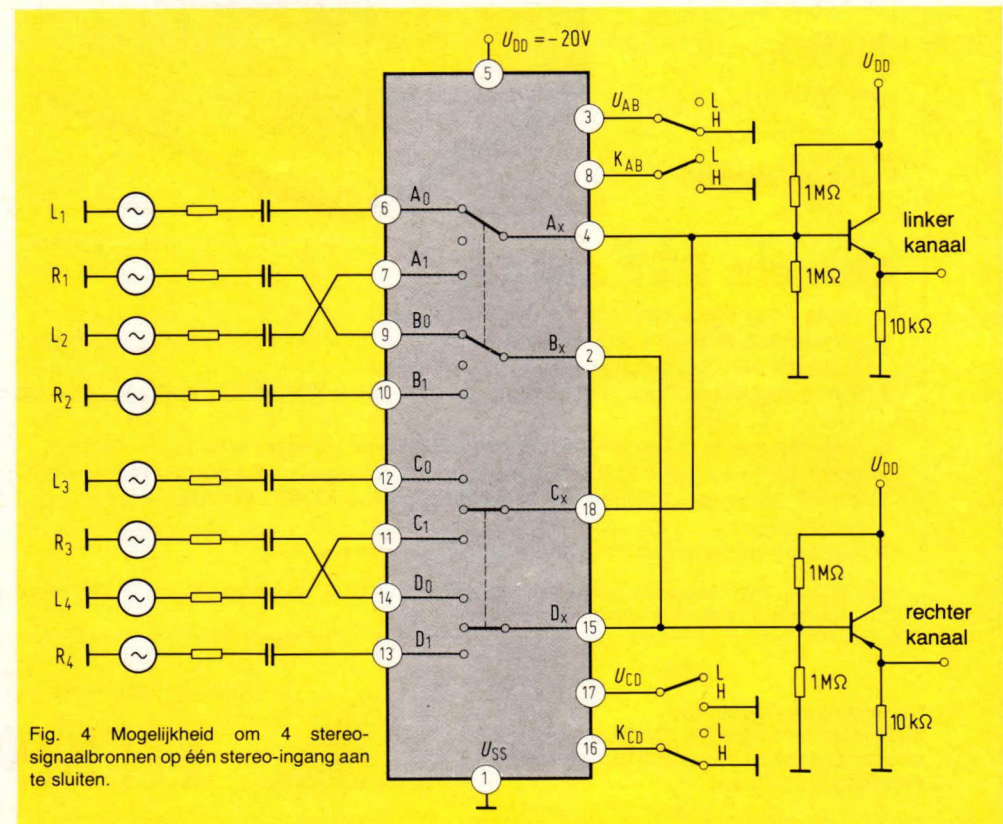 U_DD = −20V
5
U_AB
3
L
H
K_AB
8
L
H
U_DD
1MΩ
1MΩ
linker
kanaal
10kΩ
L₁
6
A₀
A_x
4
R₁
7
A₁
L₂
9
B₀
B_x
2
R₂
10
B₁
L₃
12
C₀
C_x
18
R₃
11
C₁
L₄
14
D₀
D_x
15
R₄
13
D₁
U_DD
1MΩ
1MΩ
rechter
kanaal
10kΩ
U_CD
17
L
H
K_CD
16
L
H
U_SS
1
Fig. 4 Mogelijkheid om 4 stereo-
signaalbronnen op één stereo-ingang aan
te sluiten.